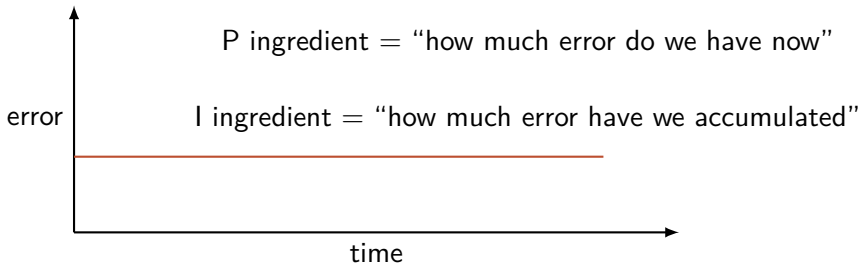 P ingredient = “how much error do we have now”
error
I ingredient = “how much error have we accumulated”
time